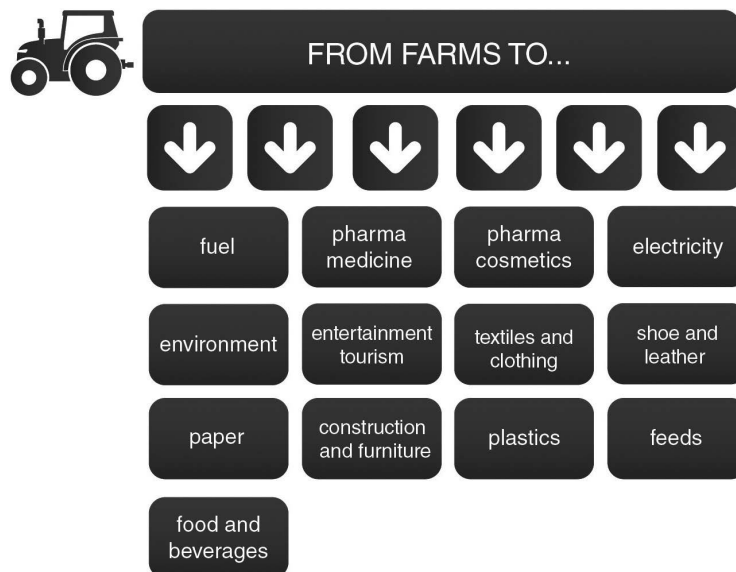 FROM FARMS TO...
fuel
pharma
medicine
pharma
cosmetics
electricity
environment
entertainment
tourism
textiles and
clothing
shoe and
leather
paper
construction
and furniture
plastics
feeds
food and
beverages